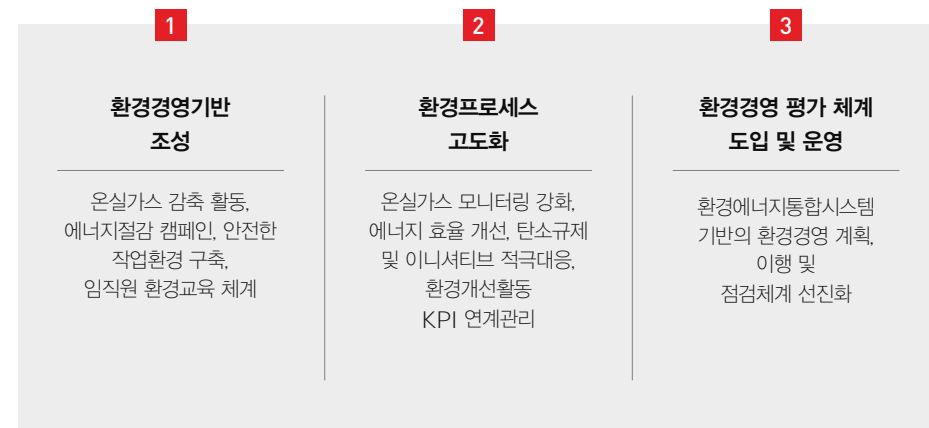 1
환경경영기반
조성
온실가스 감축 활동,
에너지절감 캠페인, 안전한
작업환경 구축,
임직원 환경교육 체계
2
환경프로세스
고도화
온실가스 모니터링 강화,
에너지 효율 개선, 탄소규제
및 이니셔티브 적극대응,
환경개선활동
KPI 연계관리
3
환경경영 평가 체계
도입 및 운영
환경에너지통합시스템
기반의 환경경영 계획,
이행 및
점검체계 선진화